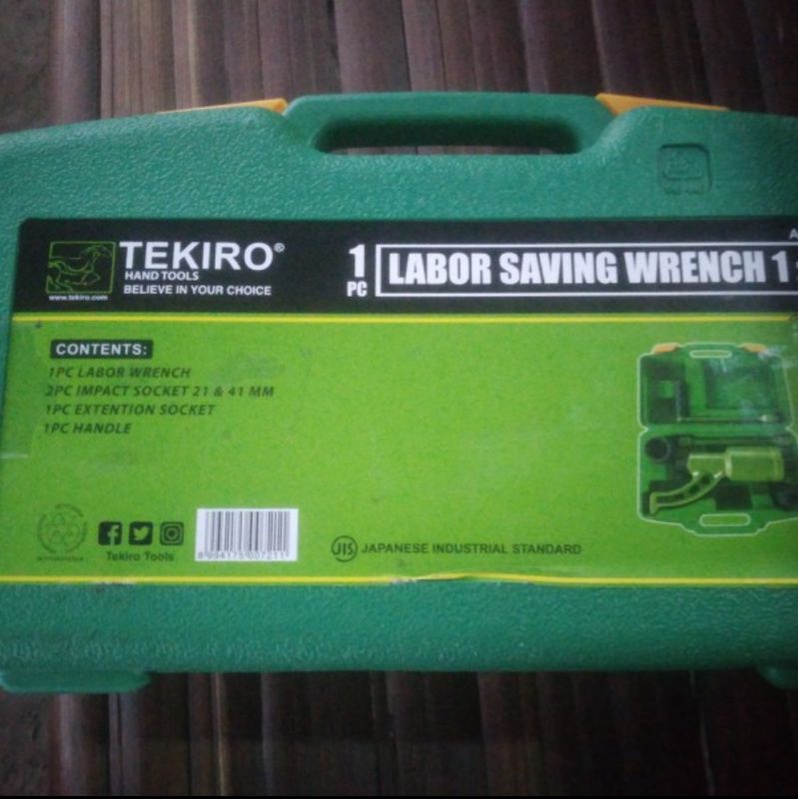 TEKIRO®
HAND TOOLS
BELIEVE IN YOUR CHOICE
www.tekiro.com
1
PC
LABOR SAVING WRENCH 1
CONTENTS:
1PC LABOR WRENCH
2PC IMPACT SOCKET 21 & 41 MM
1PC EXTENTION SOCKET
1PC HANDLE
Tekiro Tools
8994175007211
JIS JAPANESE INDUSTRIAL STANDARD